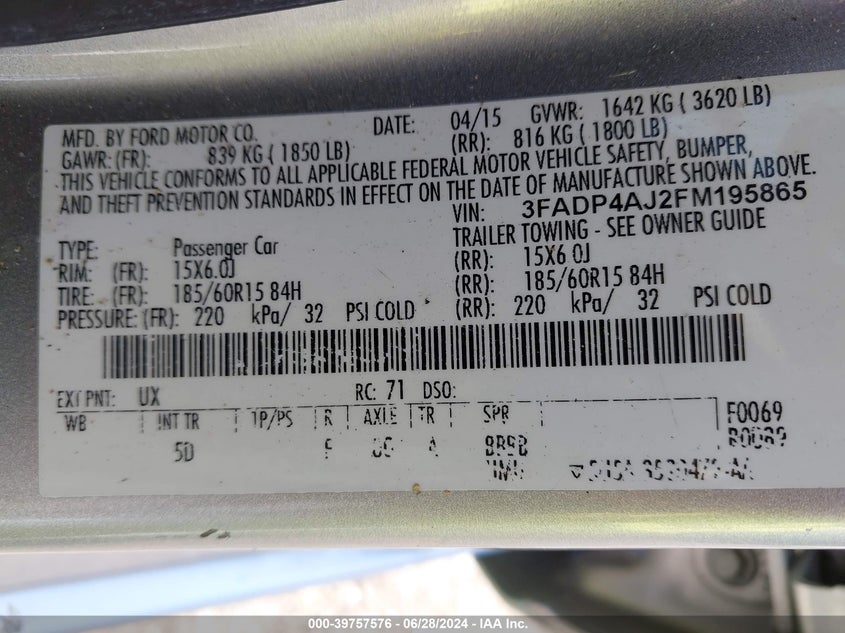 MFD. BY FORD MOTOR CO. DATE: 04/15 GVWR: 1642 KG ( 3620 LB)
GAWR: (FR): 839 KG ( 1850 LB) (RR): 816 KG ( 1800 LB)
THIS VEHICLE CONFORMS TO ALL APPLICABLE FEDERAL MOTOR VEHICLE SAFETY, BUMPER,
AND THEFT PREVENTION STANDARDS IN EFFECT ON THE DATE OF MANUFACTURE SHOWN ABOVE.
VIN: 3FADP4AJ2FM195865
TYPE: Passenger Car TRAILER TOWING - SEE OWNER GUIDE
RIM: (FR): 15X6.0J (RR): 15X6 0J
TIRE: (FR): 185/60R15 84H (RR): 185/60R15 84H
PRESSURE: (FR): 220 kPa/ 32 PSI COLD (RR): 220 kPa/ 32 PSI COLD
EXT PNT: UX RC: 71 DSO:
WB INT TR TP/PS R AXLE TR SPR F0069
5D
000-39757576 - 06/28/2024 - IAA Inc.